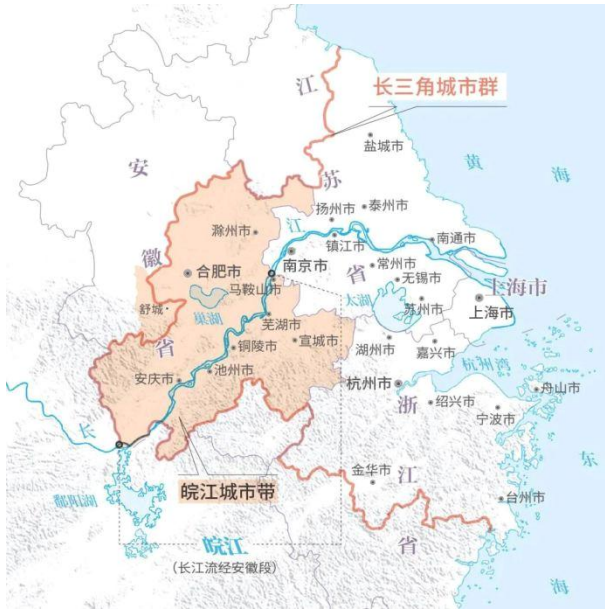 长三角城市群
江
苏
省
安
徽
省
盐城市
黄
海
扬州市
泰州市
滁州市
江
镇江市
南通市
南京市
合肥市
马鞍山市
常州市
无锡市
上海市
太湖
苏州市
上海市
舒城
巢湖
芜湖市
铜陵市
宣城市
湖州市
嘉兴市
杭州湾
安庆市
池州市
杭州市
浙
江
省
绍兴市
舟山市
宁波市
长
东
海
皖江城市带
金华市
鄱阳湖
台州市
皖江
(长江流经安徽段)